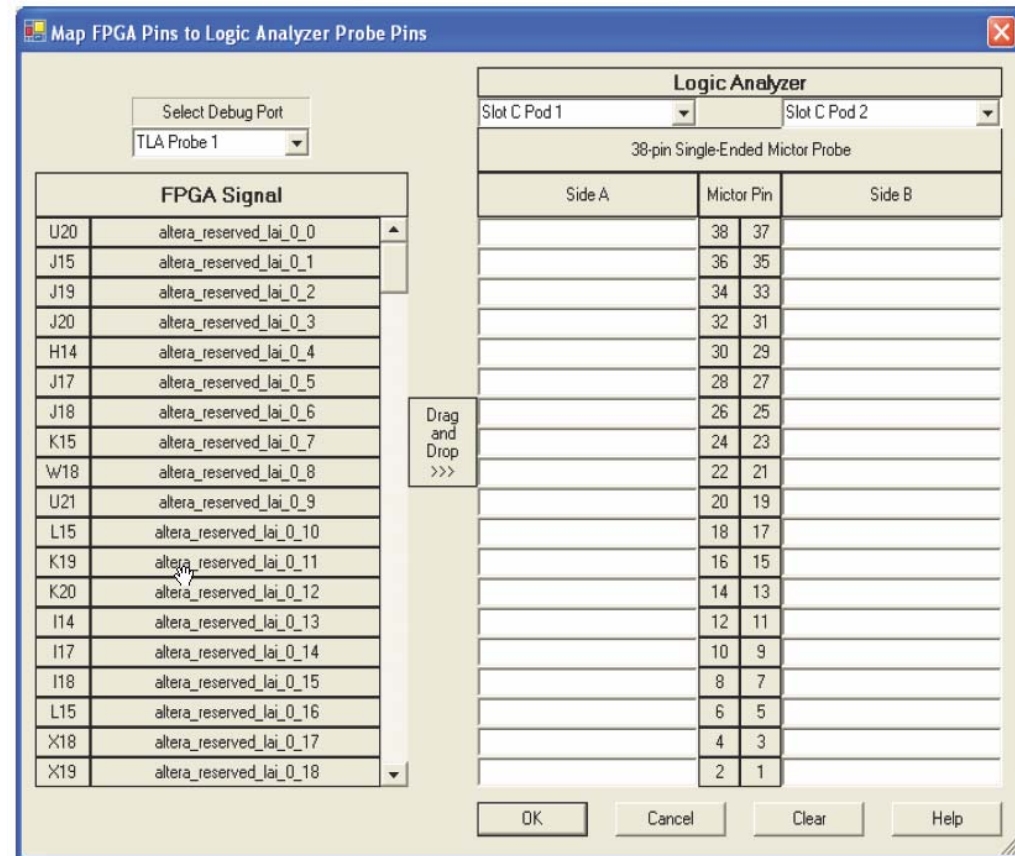 Map FPGA Pins to Logic Analyzer Probe Pins
Select Debug Port
TLA Probe 1
Logic Analyzer
Slot C Pod 1
Slot C Pod 2
38-pin Single-Ended Mictor Probe
FPGA Signal
Side A
Mictor Pin
Side B
U20 altera_reserved_lai_0_0
J15 altera_reserved_lai_0_1
J19 altera_reserved_lai_0_2
J20 altera_reserved_lai_0_3
H14 altera_reserved_lai_0_4
J17 altera_reserved_lai_0_5
J18 altera_reserved_lai_0_6
K15 altera_reserved_lai_0_7
W18 altera_reserved_lai_0_8
U21 altera_reserved_lai_0_9
L15 altera_reserved_lai_0_10
K19 altera_reserved_lai_0_11
K20 altera_reserved_lai_0_12
I14 altera_reserved_lai_0_13
I17 altera_reserved_lai_0_14
I18 altera_reserved_lai_0_15
L15 altera_reserved_lai_0_16
X18 altera_reserved_lai_0_17
X19 altera_reserved_lai_0_18
Drag
and
Drop
>>>
38 37
36 35
34 33
32 31
30 29
28 27
26 25
24 23
22 21
20 19
18 17
16 15
14 13
12 11
10 9
8 7
6 5
4 3
2 1
OK
Cancel
Clear
Help